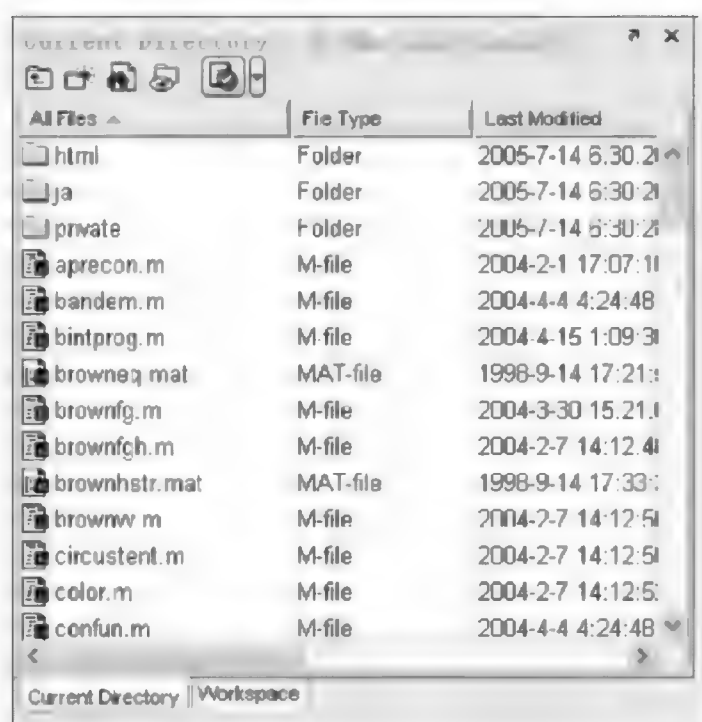 Current Directory
All Files File Type Last Modified
html Folder 2005-7-14 6:30:2
ja Folder 2005-7-14 6:30:2
private Folder 2005-7-14 6:30:2
aprecon.m M-file 2004-2-1 17:07:1
bandem.m M-file 2004-4-4 4:24:48
bintprog.m M-file 2004-4-15 1:09:3
browneq.mat MAT-file 1998-9-14 17:21:
brownfg.m M-file 2004-3-30 15:21:
brownfgh.m M-file 2004-2-7 14:12:4
brownhstr.mat MAT-file 1998-9-14 17:33:
brownvv.m M-file 2004-2-7 14:12:5
circustent.m M-file 2004-2-7 14:12:5
color.m M-file 2004-2-7 14:12:5
confun.m M-file 2004-4-4 4:24:48
Current Directory Workspace